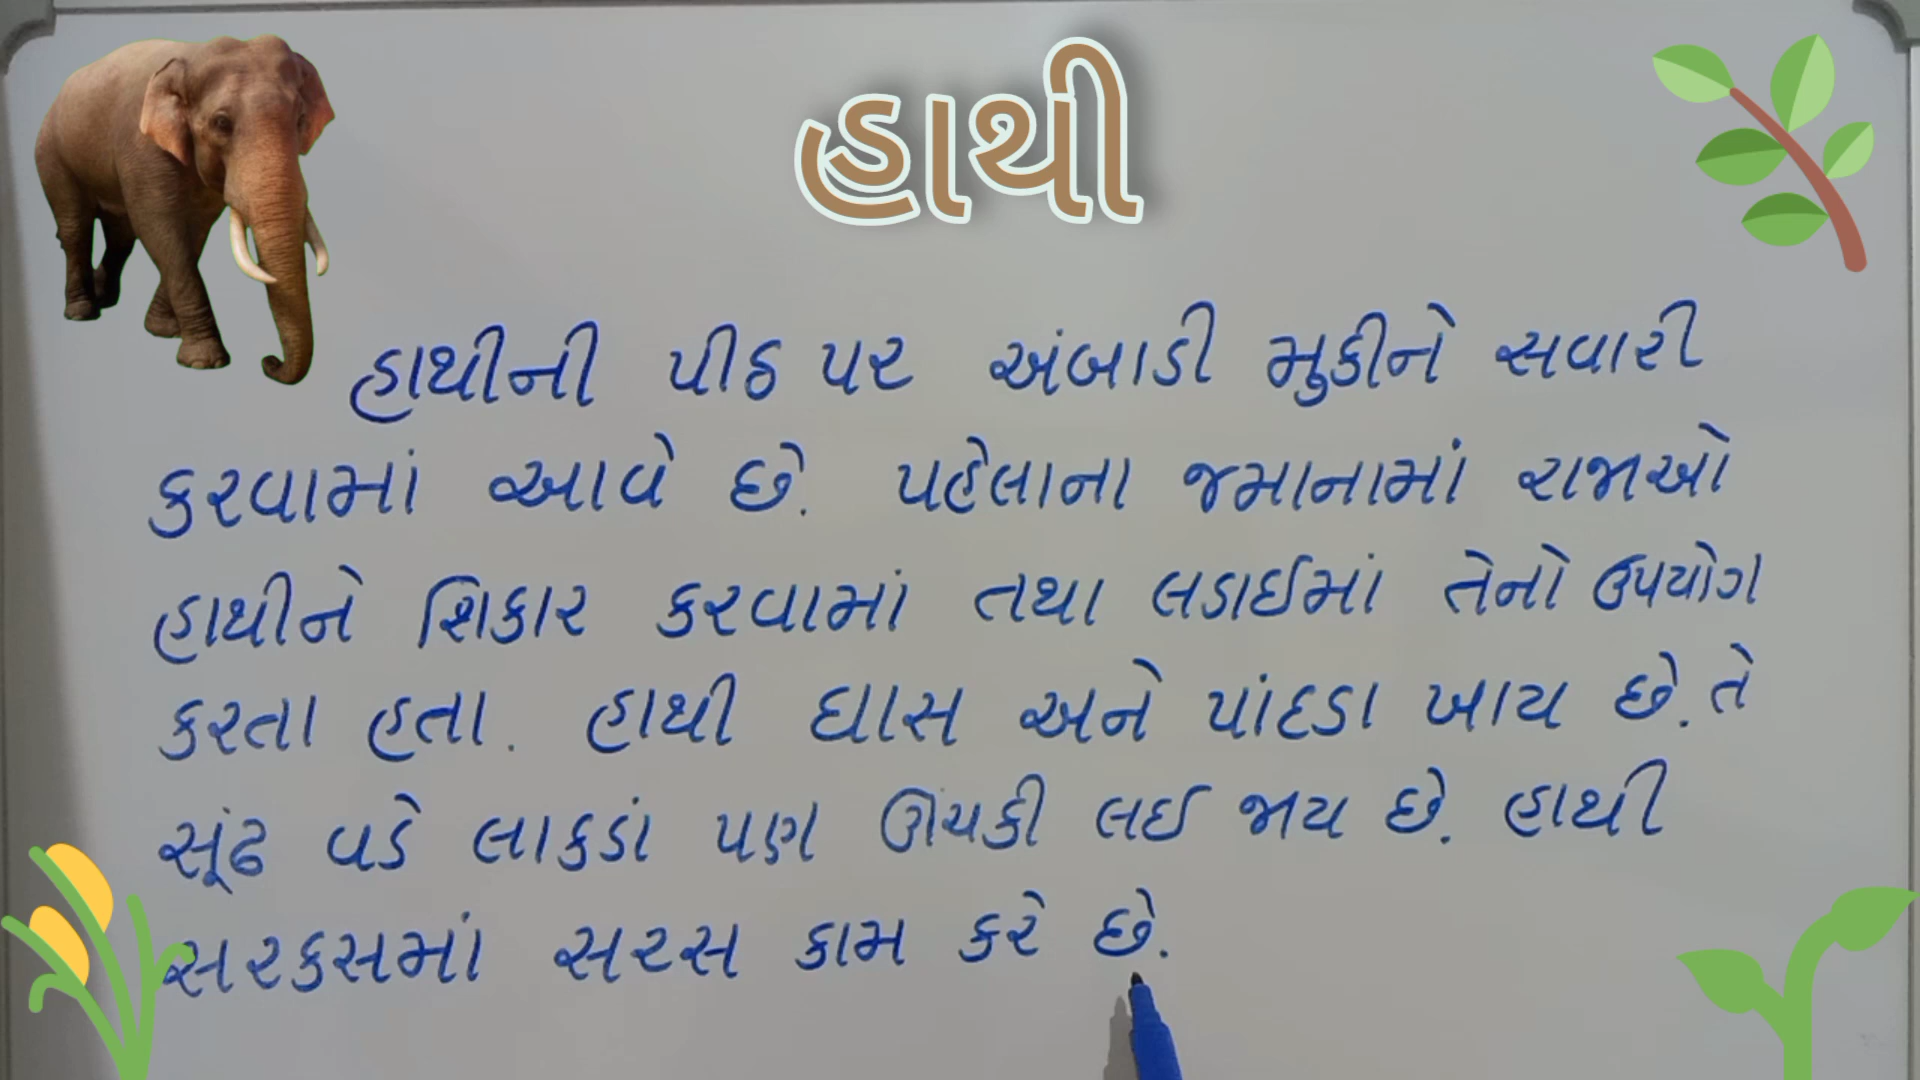 હાથી
હાથીની પીઠ પર અંબાડી મુકીને સવારી
કરવામાં આવે છે. પહેલાના જમાનામાં રાજાઓ
હાથીને શિકાર કરવામાં તથા લડાઈમાં તેનો ઉપયોગ
કરતા હતા. હાથી ઘાસ અને પાંદડા ખાય છે. તે
સૂંઢ વડે લાકડાં પણ ઊંચકી લઈ જાય છે. હાથી
સરકસમાં સરસ કામ કરે છે.